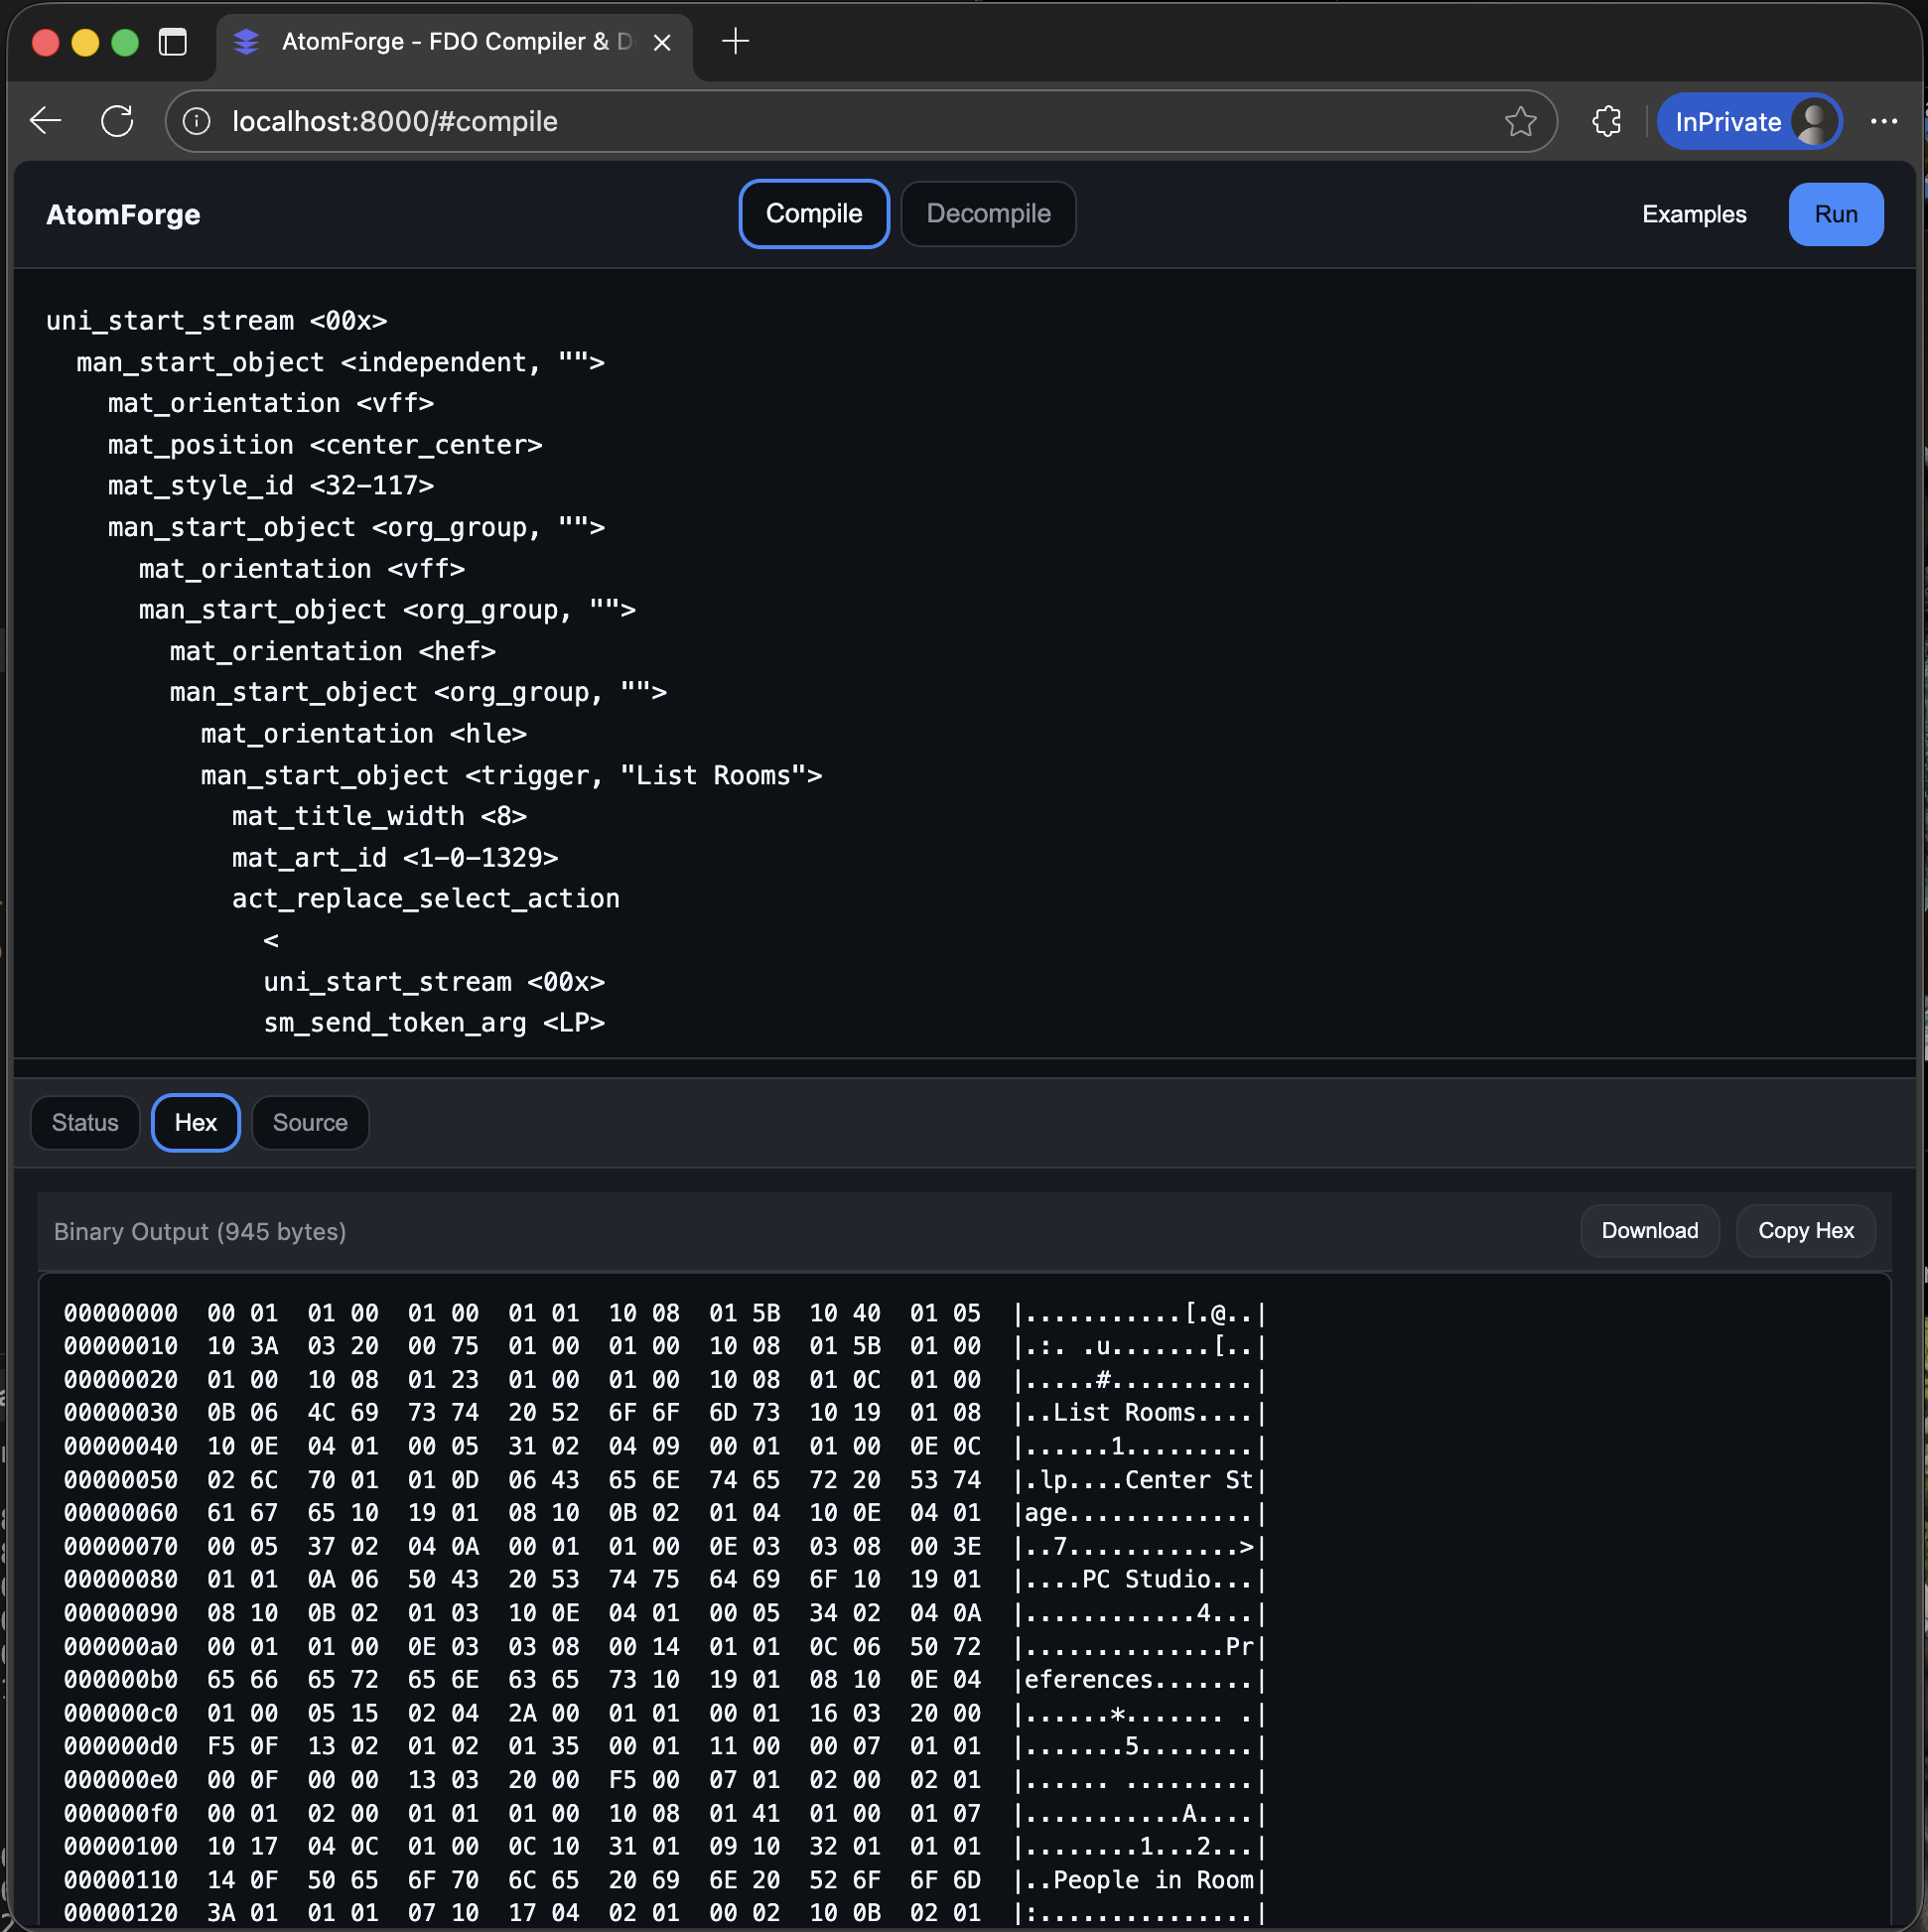 AtomForge - FDO Compiler & D
localhost:8000/#compile
InPrivate
AtomForge
Compile
Decompile
Examples
Run
uni_start_stream <00x>
man_start_object <independent, "">
mat_orientation <vff>
mat_position <center_center>
mat_style_id <32-117>
man_start_object <org_group, "">
mat_orientation <vff>
man_start_object <org_group, "">
mat_orientation <hef>
man_start_object <org_group, "">
mat_orientation <hle>
man_start_object <trigger, "List Rooms">
mat_title_width <8>
mat_art_id <1-0-1329>
act_replace_select_action
<
uni_start_stream <00x>
sm_send_token_arg <LP>
Status
Hex
Source
Binary Output (945 bytes)
Download
Copy Hex
00000000 00 01 01 00 01 00 01 01 10 08 01 5B 10 40 01 05 |...........[.@..|
00000010 10 3A 03 20 00 75 01 00 01 00 10 08 01 5B 01 00 |.:. .u.......[..|
00000020 01 00 10 08 01 23 01 00 01 00 10 08 01 0C 01 00 |.....#..........|
00000030 0B 06 4C 69 73 74 20 52 6F 6F 6D 73 10 19 01 08 |..List Rooms....|
00000040 10 0E 04 01 00 05 31 02 04 09 00 01 01 00 0E 0C |......1.........|
00000050 02 6C 70 01 01 0D 06 43 65 6E 74 65 72 20 53 74 |.lp....Center St|
00000060 61 67 65 10 19 01 08 10 0B 02 01 04 10 0E 04 01 |age.............|
00000070 00 05 37 02 04 0A 00 01 01 00 0E 03 03 08 00 3E |..7............>|
00000080 01 01 0A 06 50 43 20 53 74 75 64 69 6F 10 19 01 |....PC Studio...|
00000090 08 10 0B 02 01 03 10 0E 04 01 00 05 34 02 04 0A |............4...|
000000a0 00 01 01 00 0E 03 03 08 00 14 01 01 0C 06 50 72 |..............Pr|
000000b0 65 66 65 72 65 6E 63 65 73 10 19 01 08 10 0E 04 |eferences.......|
000000c0 01 00 05 15 02 04 2A 00 01 01 00 01 16 03 20 00 |......*....... .|
000000d0 F5 0F 13 02 01 02 01 35 00 01 11 00 00 07 01 01 |.......5........|
000000e0 00 0F 00 00 13 03 20 00 F5 00 07 01 02 00 02 01 |...... .........|
000000f0 00 01 02 00 01 01 01 00 10 08 01 41 01 00 01 07 |...........A....|
00000100 10 17 04 0C 01 00 0C 10 31 01 09 10 32 01 01 01 |........1...2...|
00000110 14 0F 50 65 6F 70 6C 65 20 69 6E 20 52 6F 6F 6D |..People in Room|
00000120 3A 01 01 01 07 10 17 04 02 01 00 02 10 0B 02 01 |:...............|